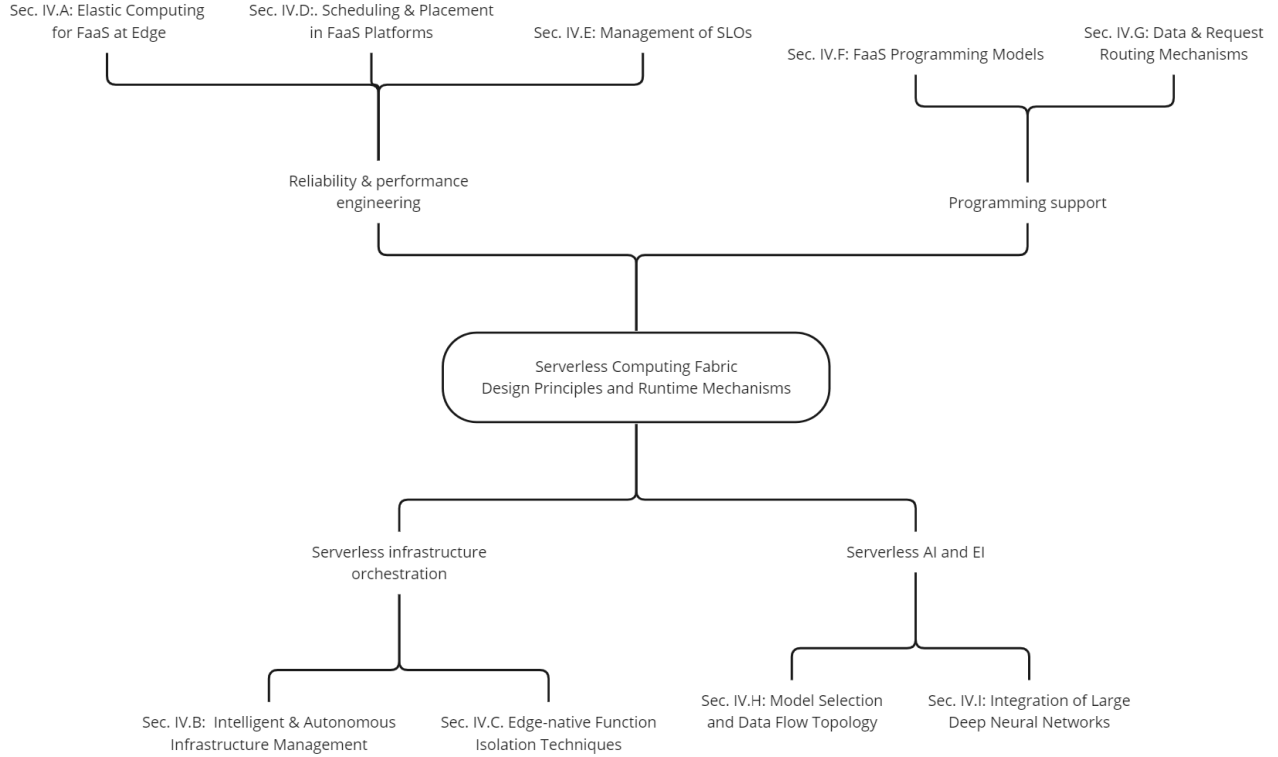 Sec. IV.A: Elastic Computing
for FaaS at Edge
Sec. IV.D:. Scheduling & Placement
in FaaS Platforms
Sec. IV.E: Management of SLOs
Sec. IV.F: FaaS Programming Models
Sec. IV.G: Data & Request
Routing Mechanisms
Reliability & performance
engineering
Programming support
Serverless Computing Fabric
Design Principles and Runtime Mechanisms
Serverless infrastructure
orchestration
Serverless AI and EI
Sec. IV.B:  Intelligent & Autonomous
Infrastructure Management
Sec. IV.C. Edge-native Function
Isolation Techniques
Sec. IV.H: Model Selection
and Data Flow Topology
Sec. IV.I: Integration of Large
Deep Neural Networks